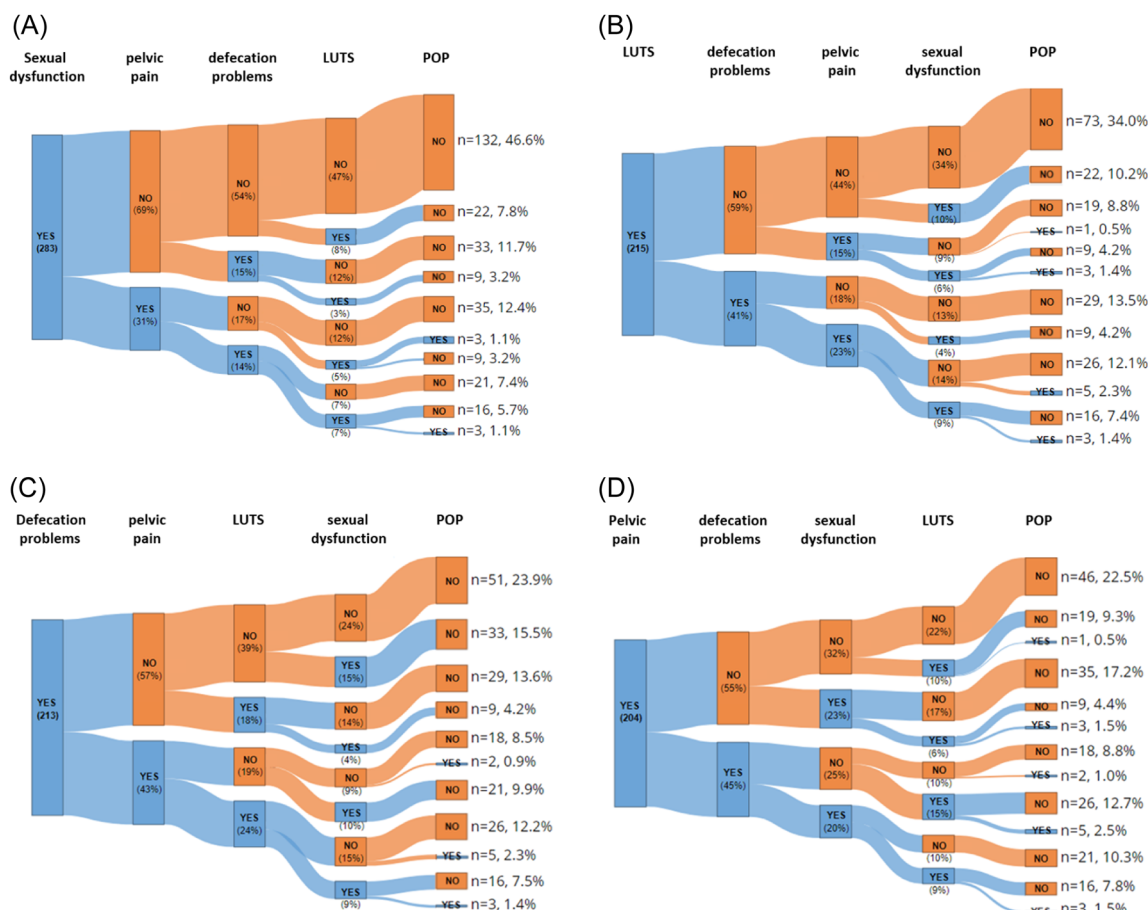 (A)
Sexual dysfunction
pelvic pain
defecation problems
LUTS
POP
YES (283)
NO (69%)
YES (31%)
NO (54%)
YES (15%)
NO (17%)
YES (14%)
NO (47%)
YES (8%)
NO (12%)
YES (3%)
NO (12%)
YES (5%)
NO (7%)
YES (7%)
NO n=132, 46.6%
NO n=22, 7.8%
NO n=33, 11.7%
NO n=9, 3.2%
NO n=35, 12.4%
YES n=3, 1.1%
NO n=9, 3.2%
NO n=21, 7.4%
NO n=16, 5.7%
YES n=3, 1.1%
(B)
LUTS
defecation problems
pelvic pain
sexual dysfunction
POP
YES (215)
NO (59%)
YES (41%)
NO (44%)
YES (15%)
NO (18%)
YES (23%)
NO (34%)
YES (10%)
NO (9%)
YES (6%)
NO (13%)
YES (4%)
NO (14%)
YES (9%)
NO n=73, 34.0%
NO n=22, 10.2%
NO n=19, 8.8%
YES n=1, 0.5%
NO n=9, 4.2%
YES n=3, 1.4%
NO n=29, 13.5%
NO n=9, 4.2%
NO n=26, 12.1%
YES n=5, 2.3%
NO n=16, 7.4%
YES n=3, 1.4%
(C)
Defecation problems
pelvic pain
LUTS
sexual dysfunction
POP
YES (213)
NO (57%)
YES (43%)
NO (39%)
YES (18%)
NO (19%)
YES (24%)
NO (24%)
YES (15%)
NO (14%)
YES (4%)
NO (9%)
YES (10%)
NO (15%)
YES (9%)
NO n=51, 23.9%
NO n=33, 15.5%
NO n=29, 13.6%
NO n=9, 4.2%
NO n=18, 8.5%
YES n=2, 0.9%
NO n=21, 9.9%
NO n=26, 12.2%
YES n=5, 2.3%
NO n=16, 7.5%
YES n=3, 1.4%
(D)
Pelvic pain
defecation problems
sexual dysfunction
LUTS
POP
YES (204)
NO (55%)
YES (45%)
NO (32%)
YES (23%)
NO (25%)
YES (20%)
NO (22%)
YES (10%)
NO (17%)
YES (6%)
NO (10%)
YES (15%)
NO (10%)
YES (9%)
NO n=46, 22.5%
NO n=19, 9.3%
YES n=1, 0.5%
NO n=35, 17.2%
NO n=9, 4.4%
YES n=3, 1.5%
NO n=18, 8.8%
YES n=2, 1.0%
NO n=26, 12.7%
YES n=5, 2.5%
NO n=21, 10.3%
NO n=16, 7.8%
YES n=3, 1.5%